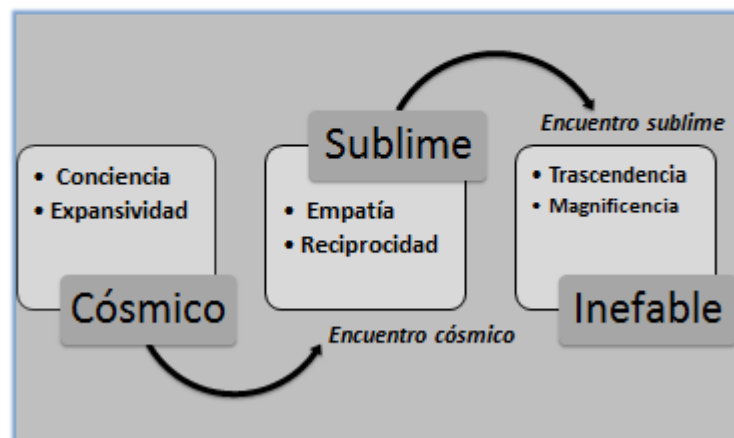 • Conciencia
• Expansividad
Cósmico
Encuentro cósmico
Sublime
• Empatía
• Reciprocidad
Encuentro sublime
• Trascendencia
• Magnificencia
Inefable